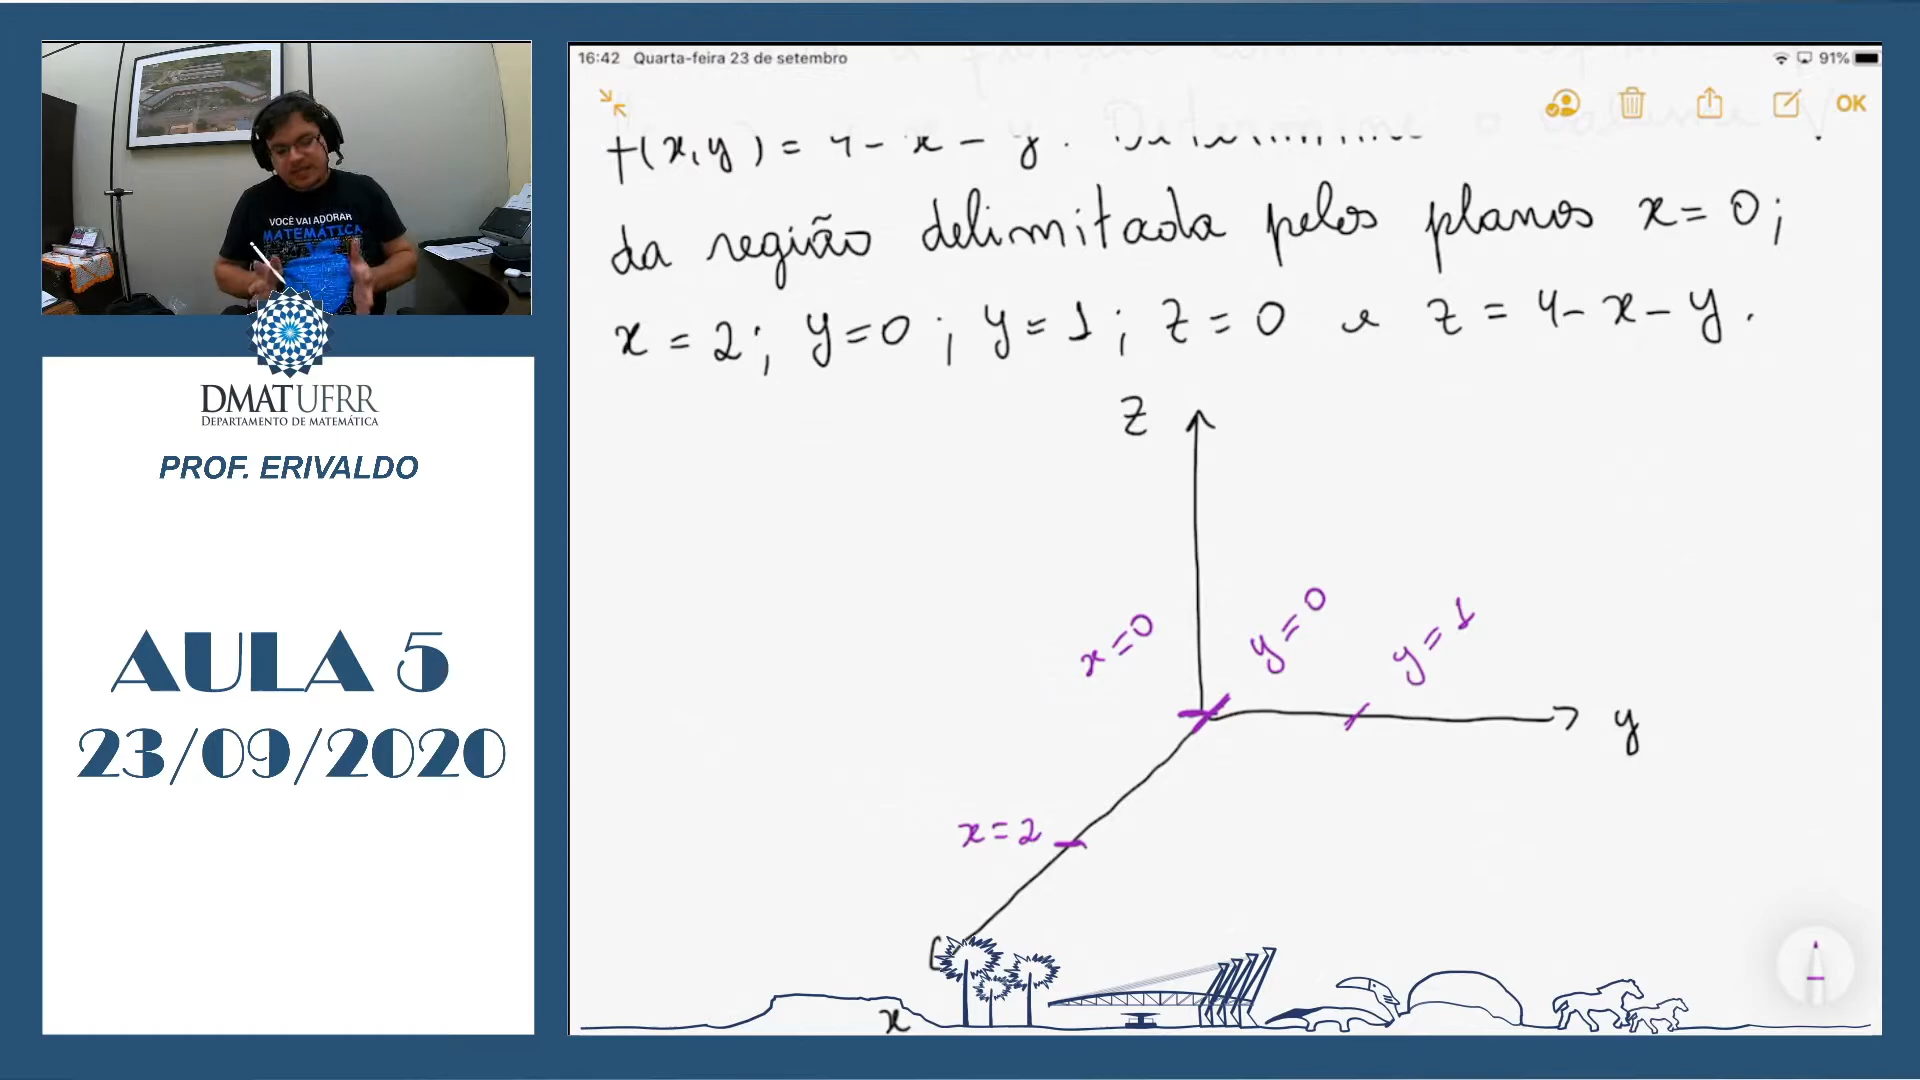 16:42 Quarta-feira 23 de setembro
91%
OK
f(x,y) = 4 - x - y. Determine
da região delimitada pelos planos x = 0;
x = 2; y = 0; y = 1; z = 0 e z = 4 - x - y.
z
x = 0
y = 0
y = 1
y
x = 2
x
VOCÊ VAI ADORAR
MATEMÁTICA
DMATUFRR
DEPARTAMENTO DE MATEMÁTICA
PROF. ERIVALDO
AULA 5
23/09/2020